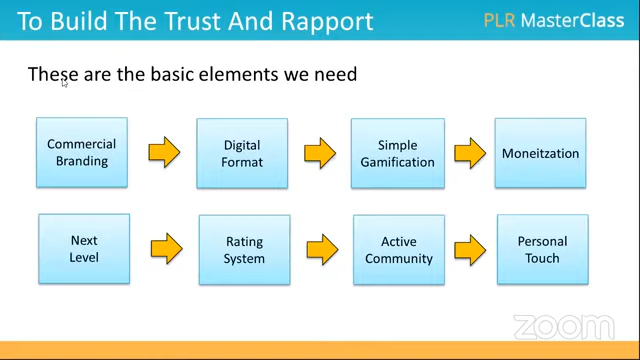 To Build The Trust And Rapport
PLR MasterClass
These are the basic elements we need
Commercial
Branding
Digital
Format
Simple
Gamification
Moneitzation
Next
Level
Rating
System
Active
Community
Personal
Touch
zoom